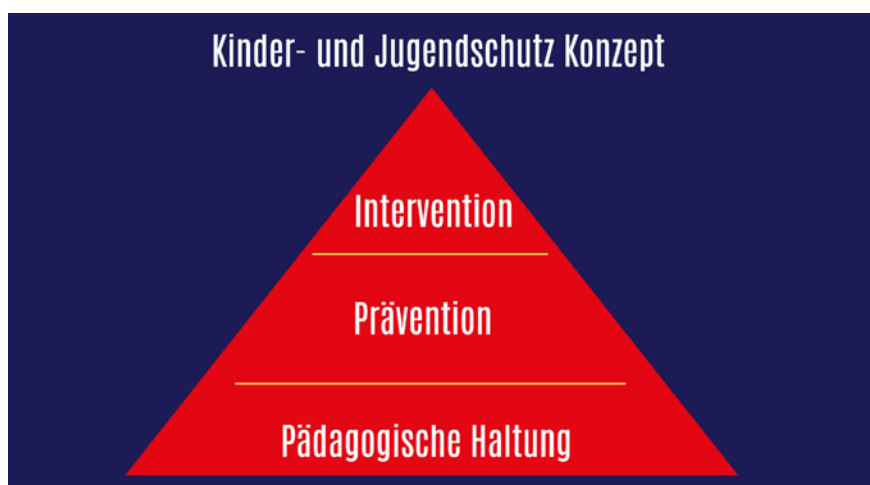 Kinder- und Jugendschutz Konzept
Intervention
Prävention
Pädagogische Haltung